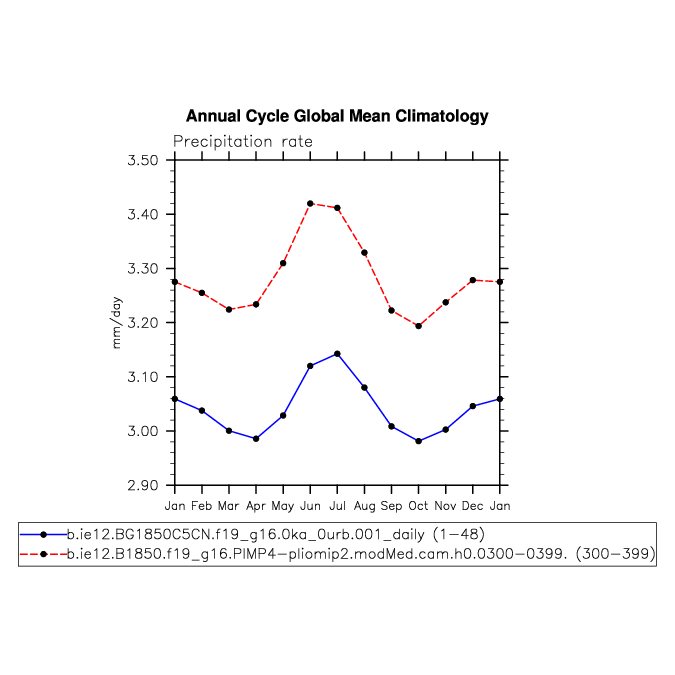 Annual Cycle Global Mean Climatology
Precipitation rate
3.50
3.40
3.30
3.20
3.10
3.00
2.90
mm/day
Jan Feb Mar Apr May Jun Jul Aug Sep Oct Nov Dec Jan
b.ie12.BG1850C5CN.f19_g16.0ka_0urb.001_daily (1-48)
b.ie12.B1850.f19_g16.PlMP4-pliomip2.modMed.cam.h0.0300-0399. (300-399)